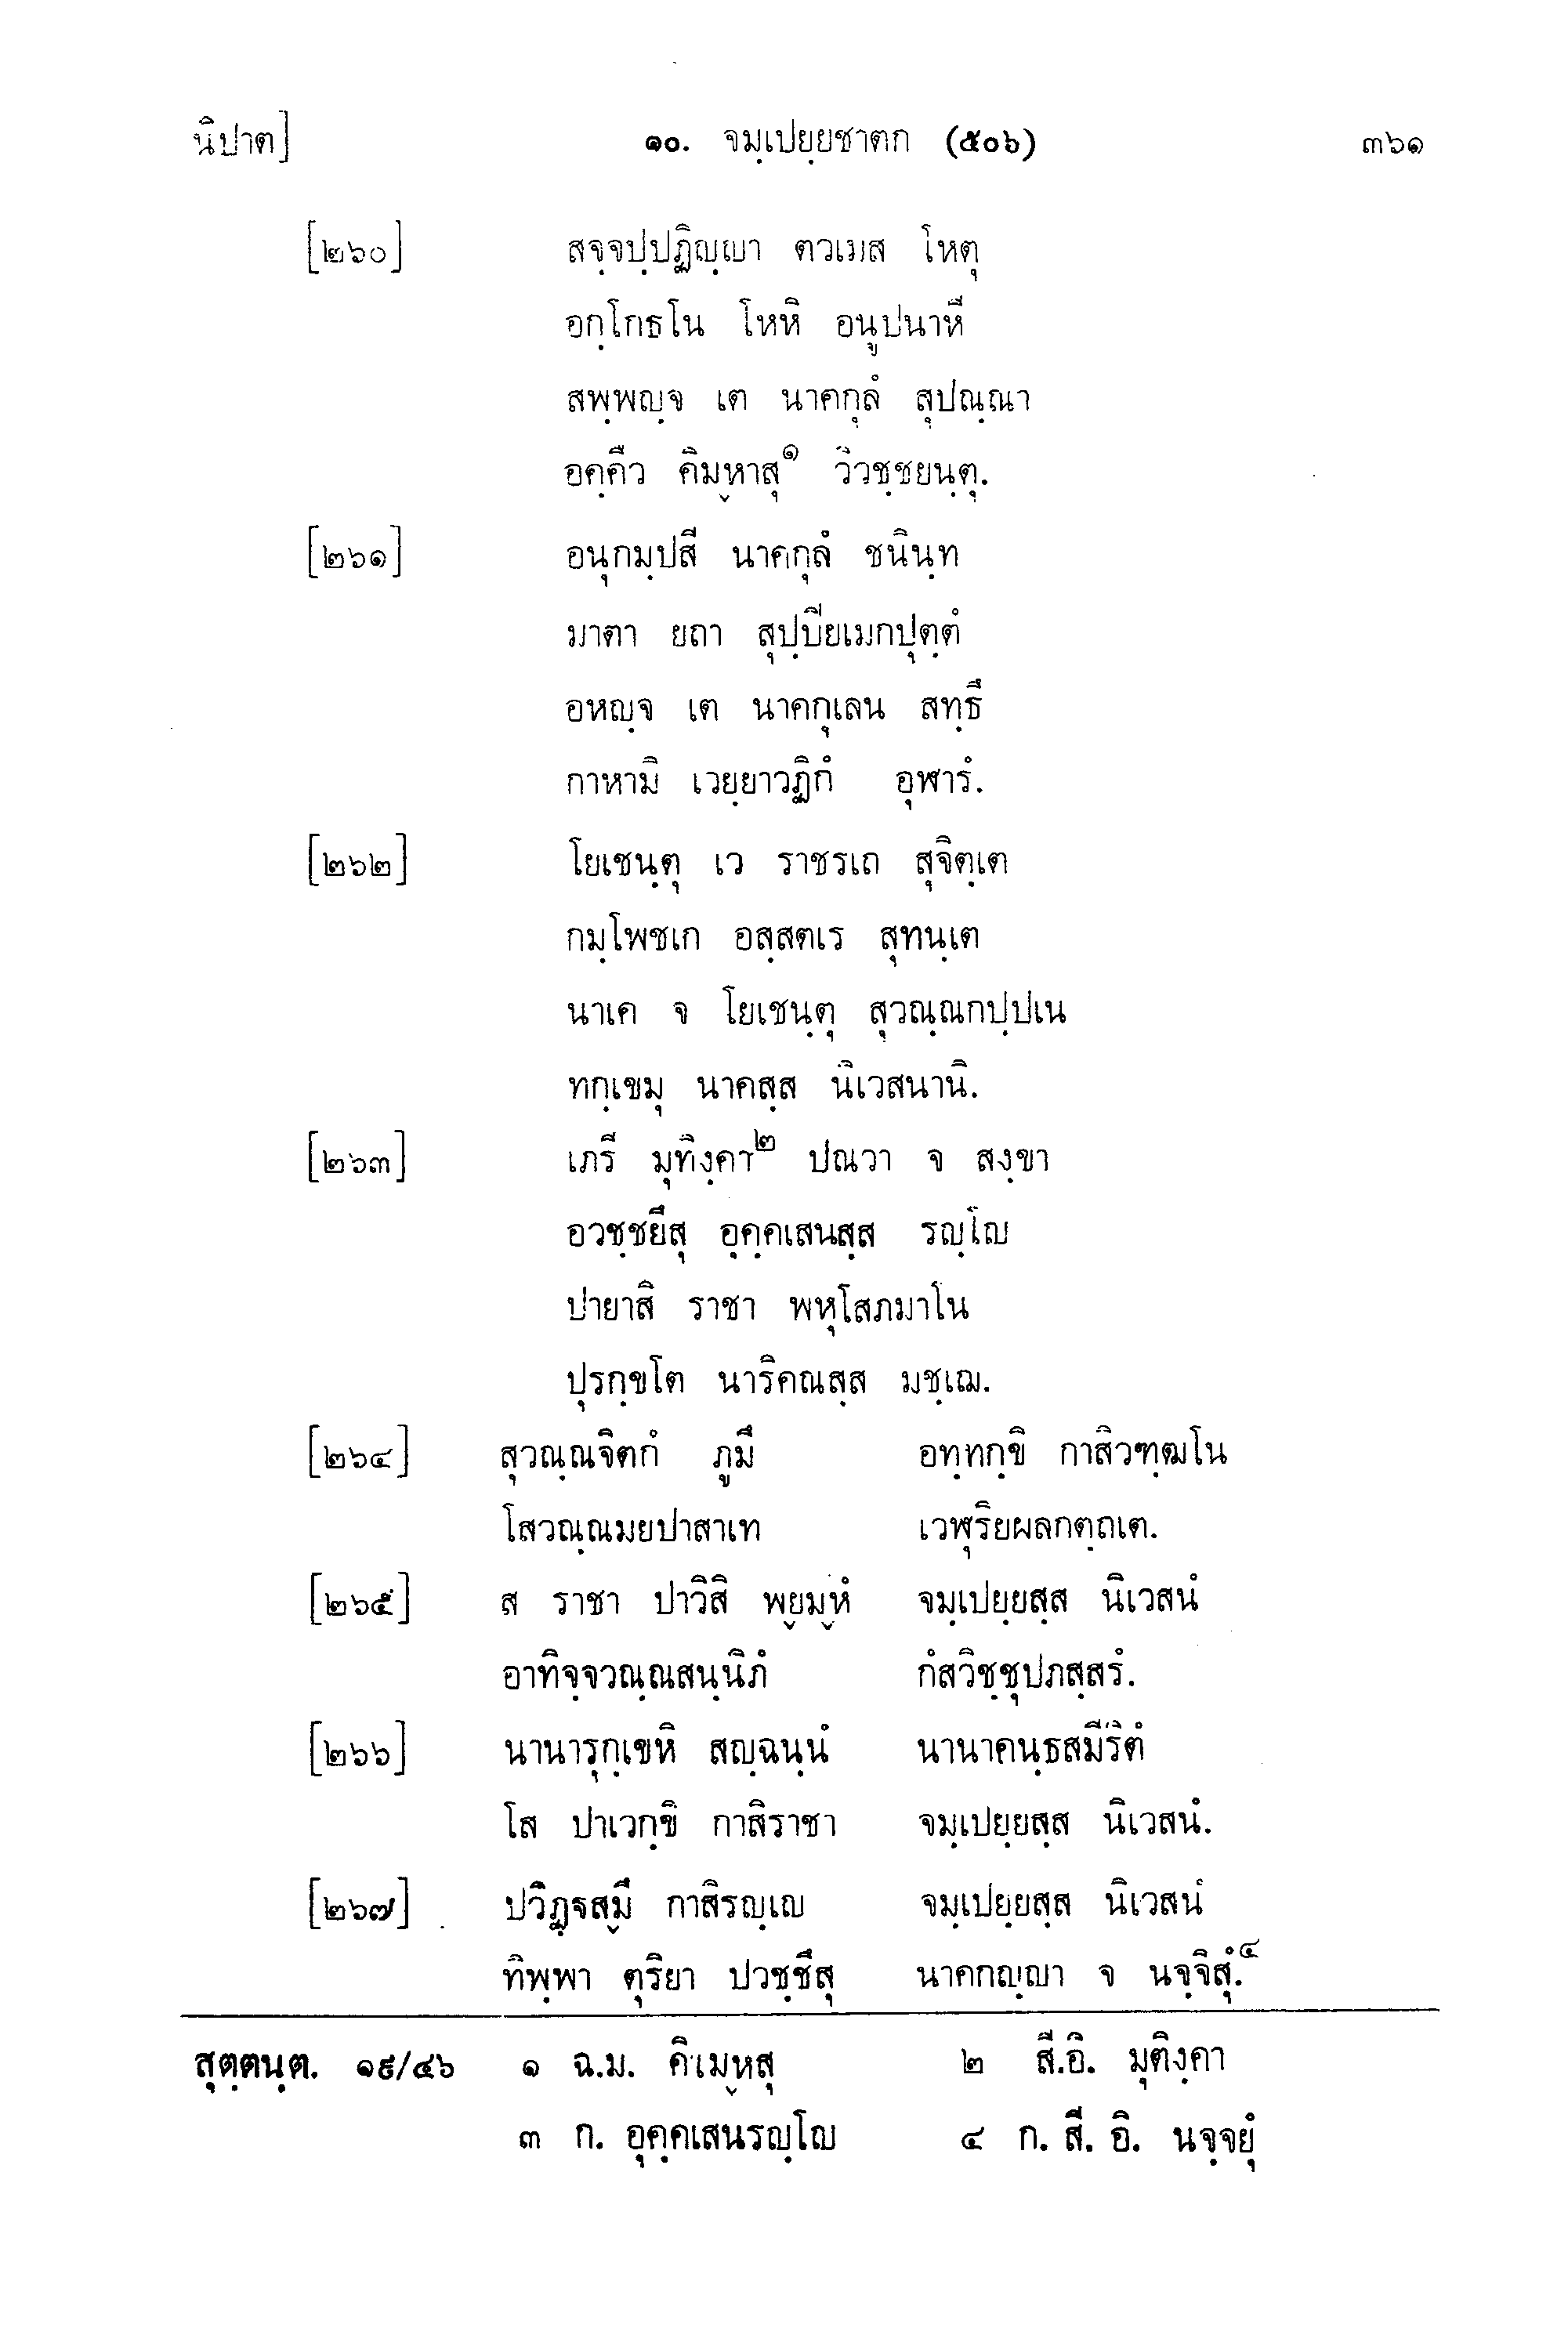 นิปาต] ๑๐. จมฺเปยฺยชาตก (๕๐๖) ๓๖๑
[๒๖๐] สจฺจปฺปฏิญฺญา ตวเมส โหตุ
อกฺโกธโน โหหิ อนูปนาหี
สพฺพญฺจ เต นาคกุลํ สุปณฺณา
อคฺคึว คิมฺหาสุ๑ วิวชฺชยนฺตุ.
[๒๖๑] อนุกมฺปสี นาคกุลํ ชนินฺท
มาตา ยถา สุปฺปิยเมกปุตฺตํ
อหญฺจ เต นาคกุเลน สทฺธึ
กาหามิ เวยฺยาวฏิกํ อุฬารํ.
[๒๖๒] โยเชนฺตุ เว ราชรเถ สุจิตฺเต
กมฺโพชเก อสฺสตเร สุทนฺเต
นาเค จ โยเชนฺตุ สุวณฺณกปฺปเน
ทกฺเขมุ นาคสฺส นิเวสนานิ.
[๒๖๓] เภรี มุทิงฺคา๒ ปณวา จ สงฺขา
อวชฺชยึสุ อุคฺคเสนสฺส รญฺโญ
ปายาสิ ราชา พหุโสภมาโน
ปุรกฺขโต นาริคณสฺส มชฺเฌ.
[๒๖๔] สุวณฺณจิตกํ ภูมึ อทฺทกฺขิ กาสิวฑฺฒโน
โสวณฺณมยปาสาเท เวฬุริยผลกตฺถเต.
[๒๖๕] ส ราชา ปาวิสิ พฺยมฺหํ จมฺเปยฺยสฺส นิเวสนํ
อาทิจฺจวณฺณสนฺนิภํ กํสวิชฺชุปภสฺสรํ.
[๒๖๖] นานารุกฺเขหิ สญฺฉนฺนํ นานาคนฺธสมีริตํ
โส ปาเวกฺขิ กาสิราชา จมฺเปยฺยสฺส นิเวสนํ.
[๒๖๗] ปวิฏฺฐสฺมึ กาสิรญฺเญ จมฺเปยฺยสฺส นิเวสนํ
ทิพฺพา ตุริยา ปวชฺชึสุ นาคกญฺญา จ นจฺจิสุํ.๔
สุตฺตนฺต. ๑๙/๔๖ ๑ ฉ.ม. คิเมฺหสุ ๒ สี.อิ. มุติงฺคา
๓ ก. อุคฺคเสนรญฺโญ ๔ ก. สี. อิ. นจฺจยุํ